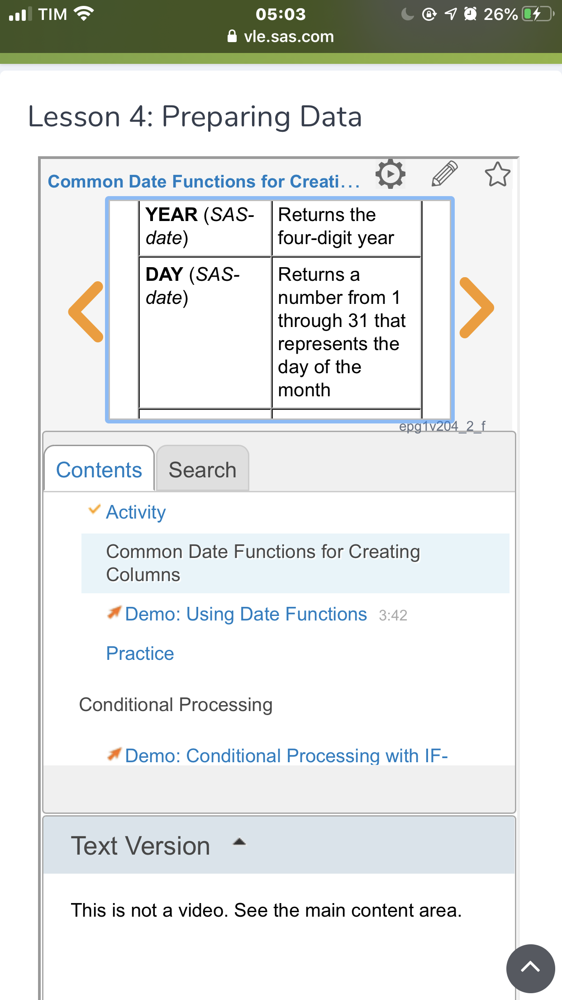 TIM
05:03
26%
vle.sas.com
Lesson 4: Preparing Data
Common Date Functions for Creati...
YEAR (SAS-
date)
Returns the
four-digit year
DAY (SAS-
date)
Returns a
number from 1
through 31 that
represents the
day of the
month
epg1v204_2_f
Contents
Search
Activity
Common Date Functions for Creating
Columns
Demo: Using Date Functions 3:42
Practice
Conditional Processing
Demo: Conditional Processing with IF-
Text Version
This is not a video. See the main content area.